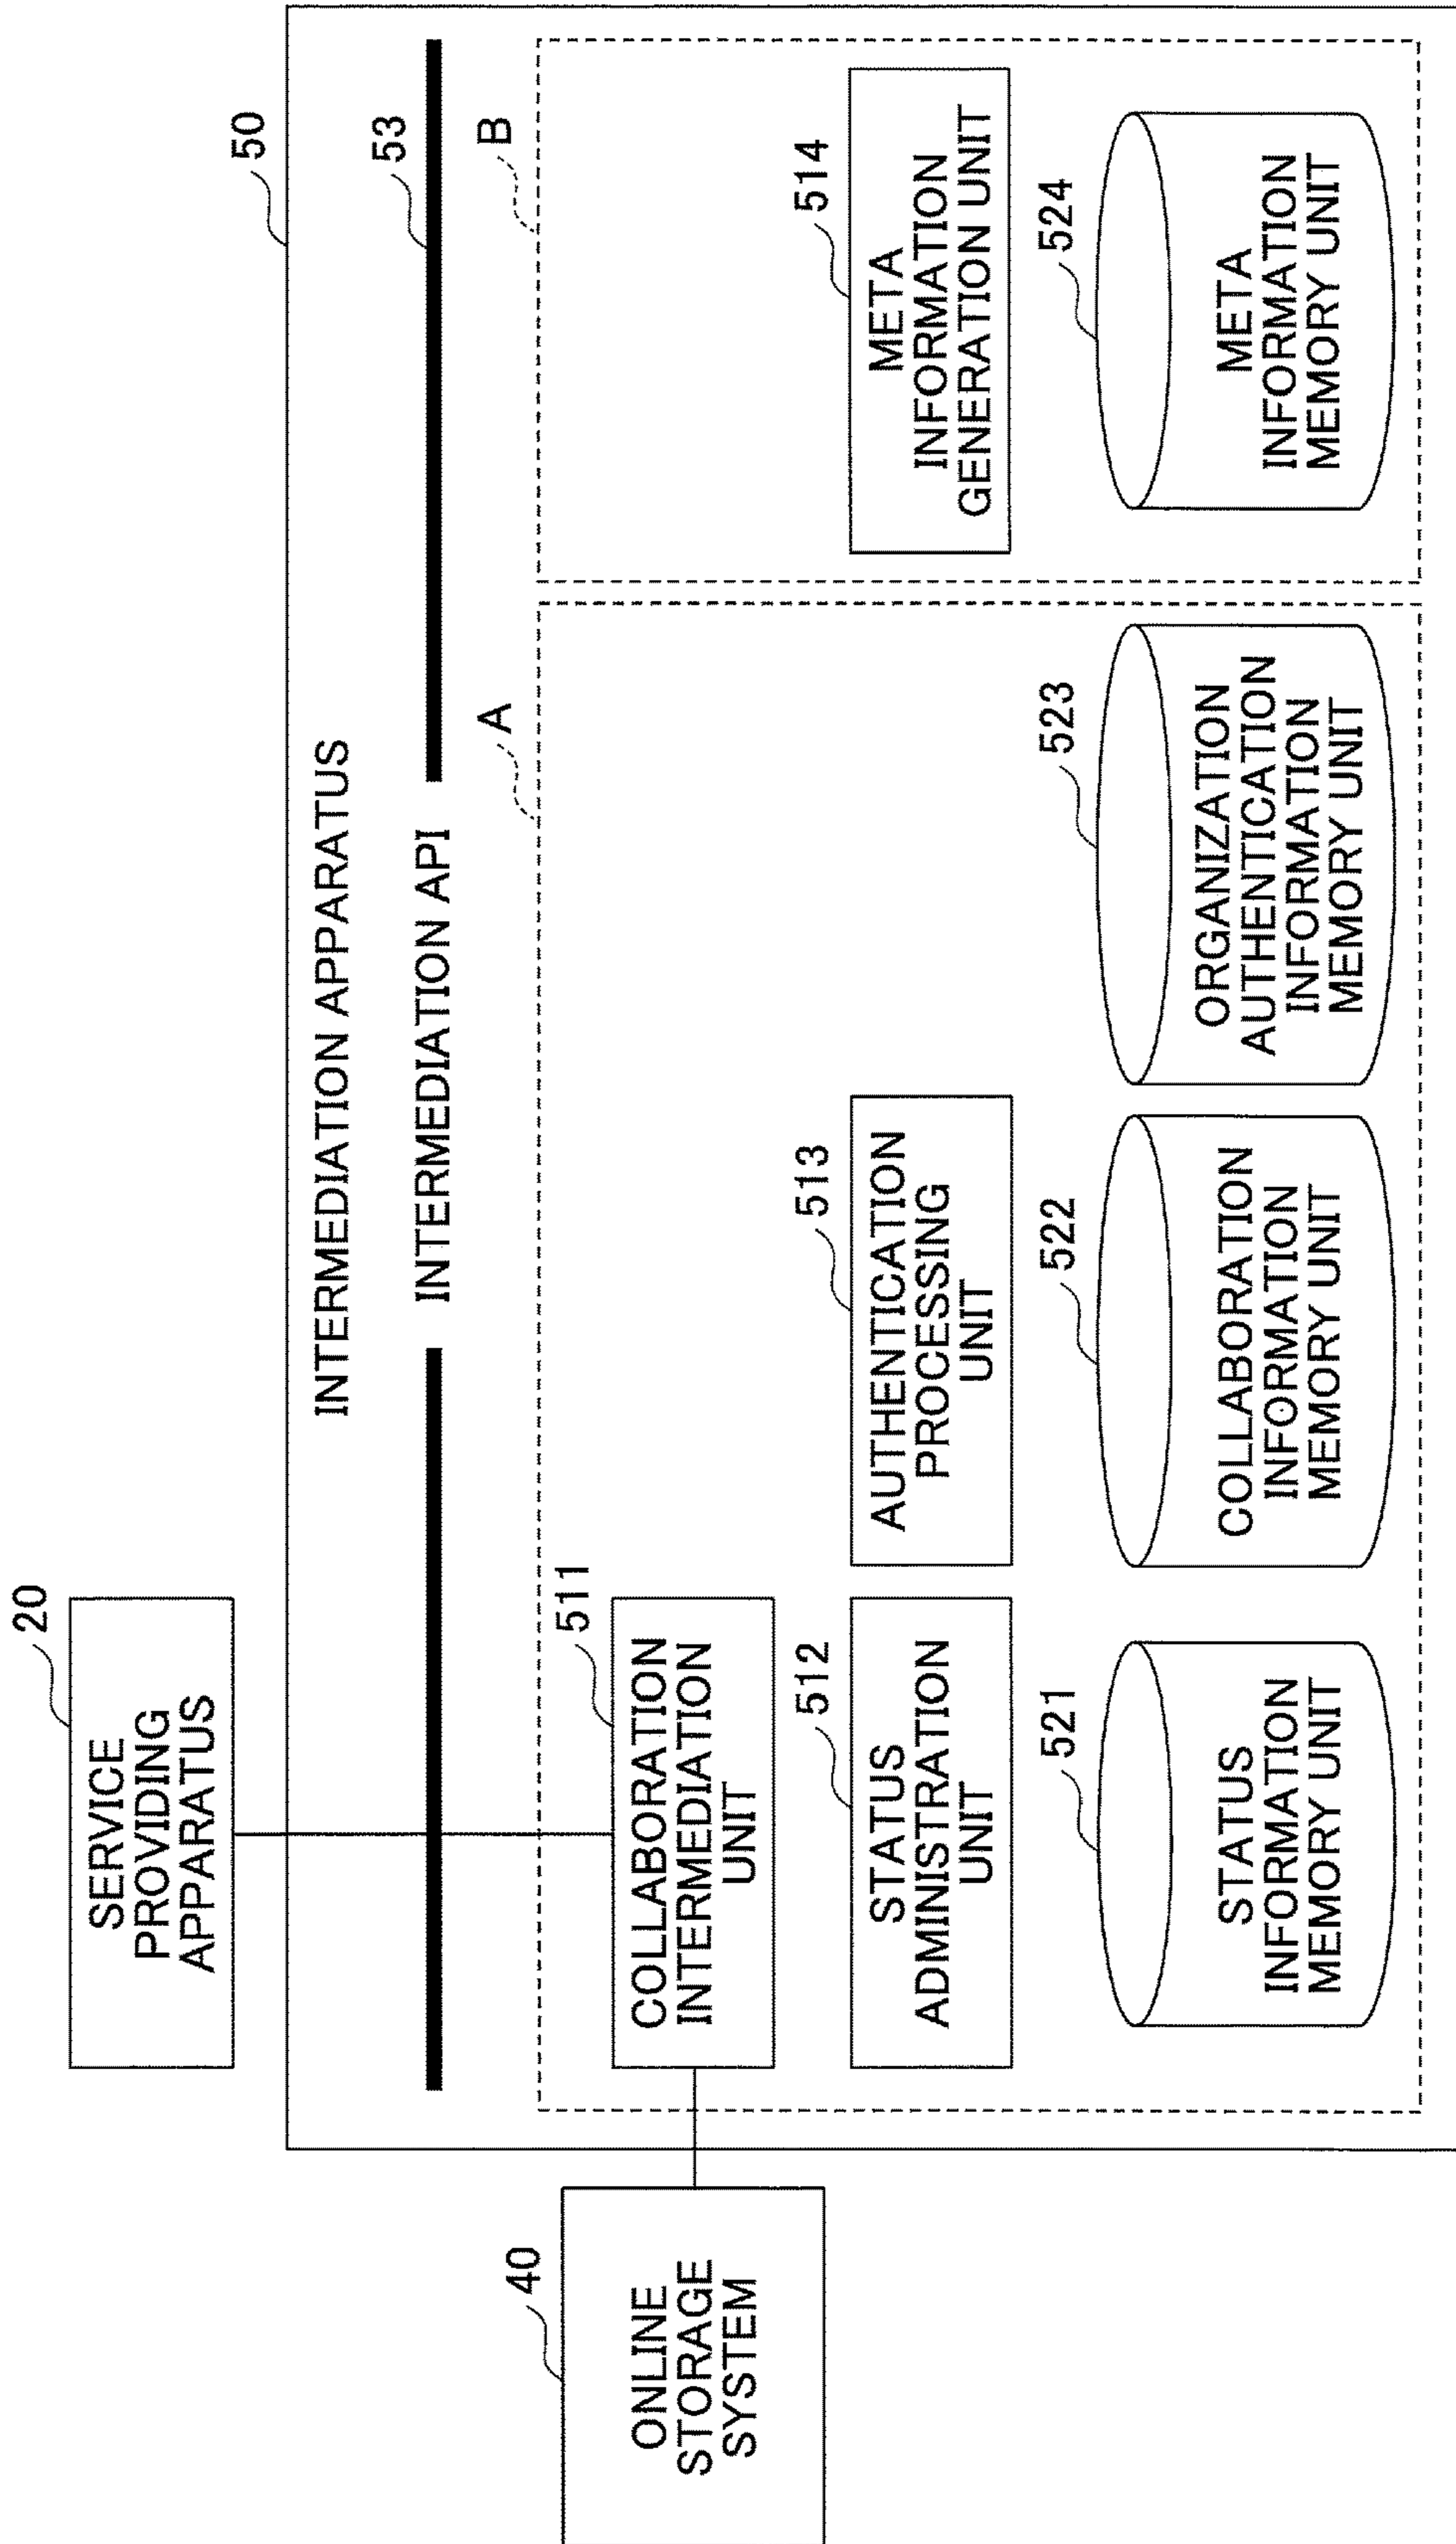 20
SERVICE
PROVIDING
APPARATUS
50
INTERMEDIATION APPARATUS
53
INTERMEDIATION API
A
B
40
ONLINE
STORAGE
SYSTEM
511
COLLABORATION
INTERMEDIATION
UNIT
512
STATUS
ADMINISTRATION
UNIT
513
AUTHENTICATION
PROCESSING
UNIT
514
META
INFORMATION
GENERATION UNIT
521
STATUS
INFORMATION
MEMORY UNIT
522
COLLABORATION
INFORMATION
MEMORY UNIT
523
ORGANIZATION
AUTHENTICATION
INFORMATION
MEMORY UNIT
524
META
INFORMATION
MEMORY UNIT